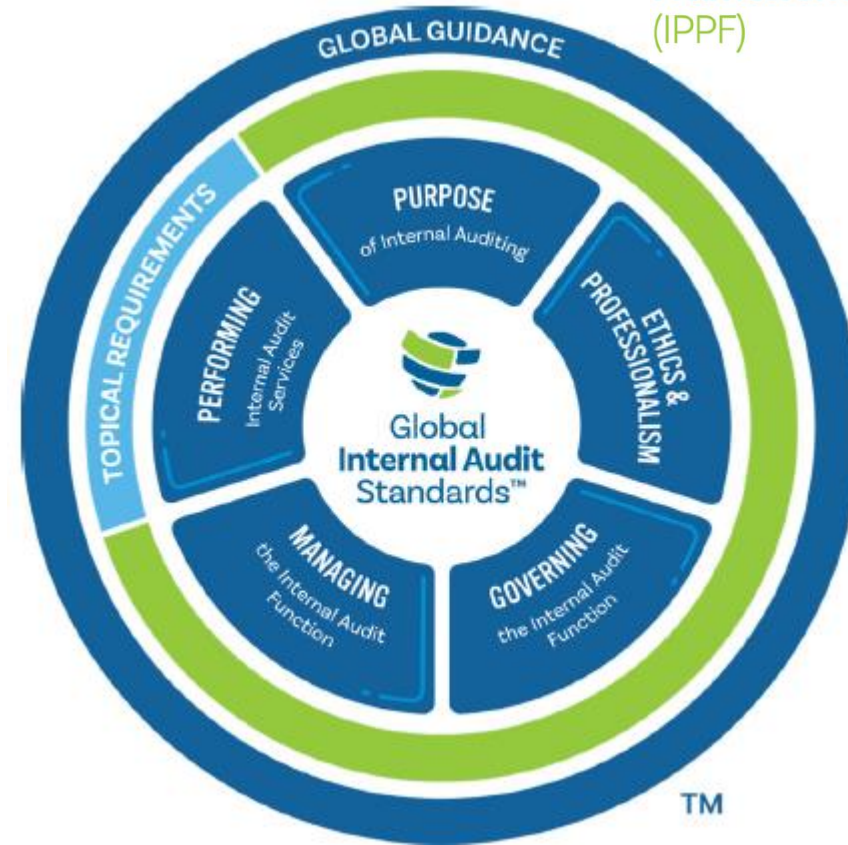 (IPPF)
GLOBAL GUIDANCE
TOPICAL REQUIREMENTS
PURPOSE
of Internal Auditing
ETHICS &
PROFESSIONALISM
GOVERNING
the Internal Audit
Function
MANAGING
the Internal Audit
Function
PERFORMING
Internal Audit
Services
Global
Internal Audit
Standards™
TM